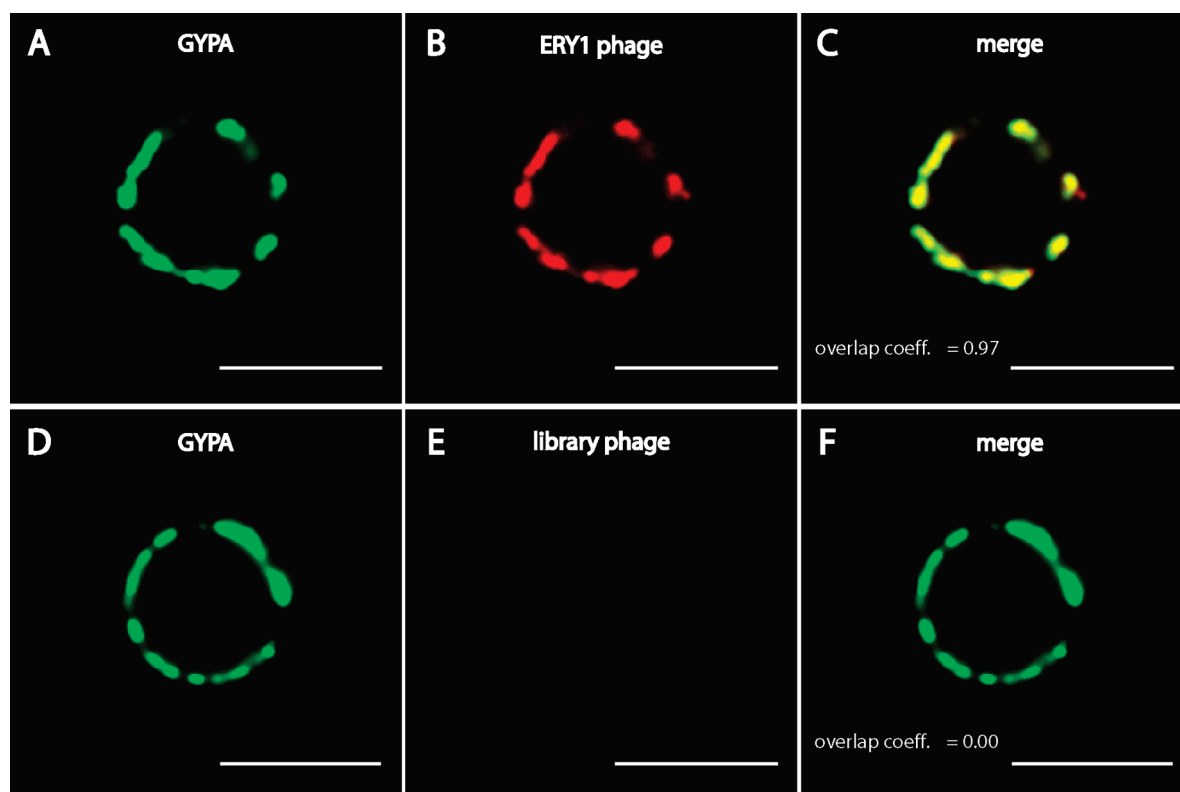 A GYPA
B ERY1 phage
C merge
overlap coeff. = 0.97
D GYPA
E library phage
F merge
overlap coeff. = 0.00